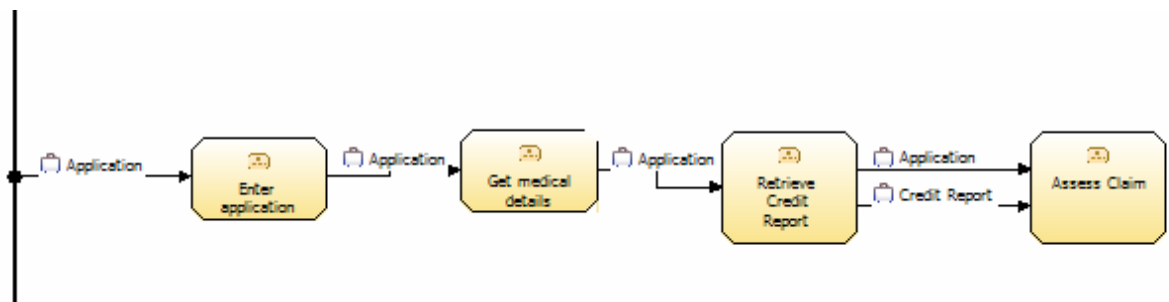 Application
Enter
application
Application
Get medical
details
Application
Retrieve
Credit
Report
Application
Credit Report
Assess Claim